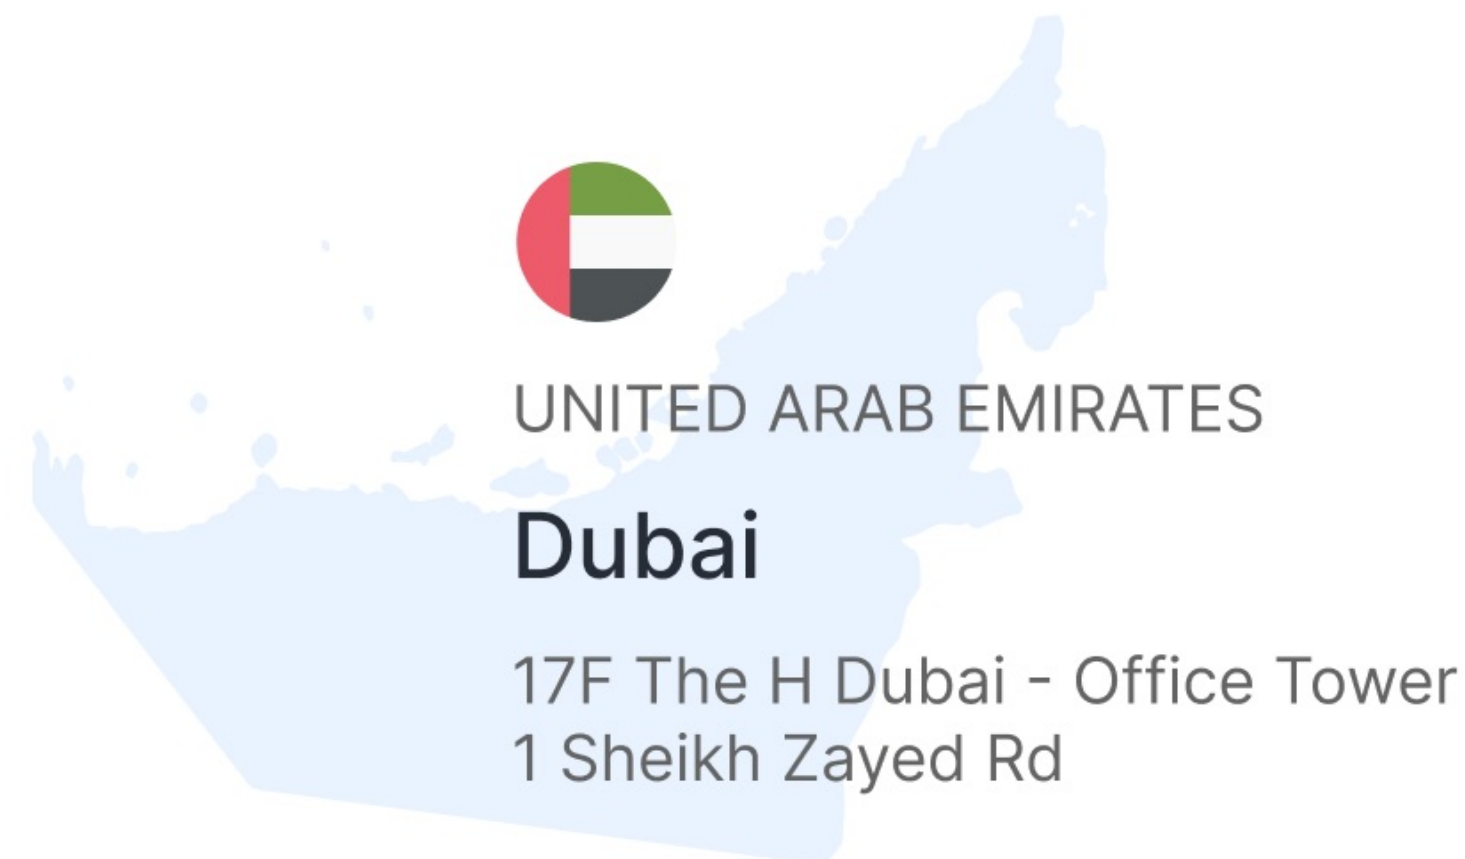 UNITED ARAB EMIRATES
Dubai
17F The H Dubai - Office Tower
1 Sheikh Zayed Rd